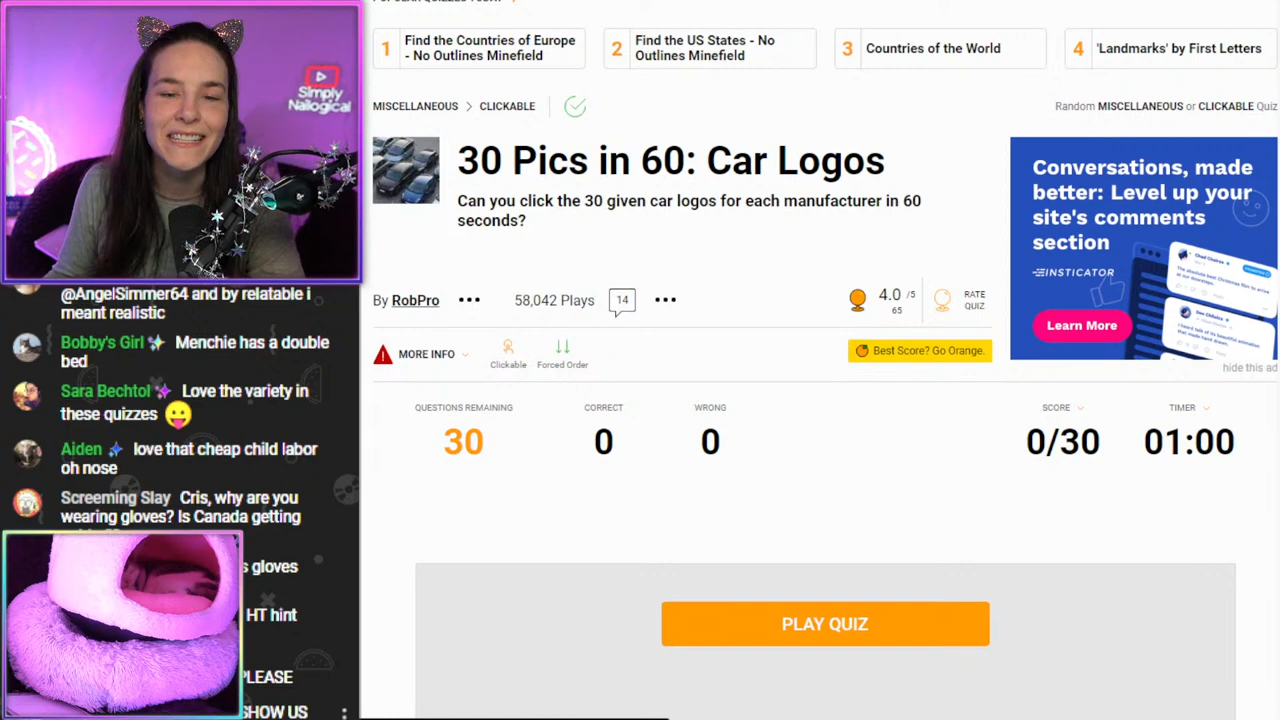 POPULAR QUIZZES TODAY
1 Find the Countries of Europe
- No Outlines Minefield
2 Find the US States - No
Outlines Minefield
3 Countries of the World
4 'Landmarks' by First Letters
MISCELLANEOUS > CLICKABLE
Random MISCELLANEOUS or CLICKABLE Quiz
30 Pics in 60: Car Logos
Can you click the 30 given car logos for each manufacturer in 60
seconds?
By RobPro ••• 58,042 Plays 14 •••
4.0 /5
65
RATE
QUIZ
MORE INFO
Clickable
Forced Order
Best Score? Go Orange.
QUESTIONS REMAINING
30
CORRECT
0
WRONG
0
SCORE
0/30
TIMER
01:00
PLAY QUIZ
Conversations, made
better: Level up your
site's comments
section
INSTICATOR
Learn More
hide this ad
Simply
Nailogical
@AngelSimmer64 and by relatable i
meant realistic
Bobby's Girl Menchie has a double
bed
Sara Bechtol Love the variety in
these quizzes
Aiden love that cheap child labor
oh nose
Screeming Slay Cris, why are you
wearing gloves? Is Canada getting
s gloves
HT hint
PLEASE
SHOW US